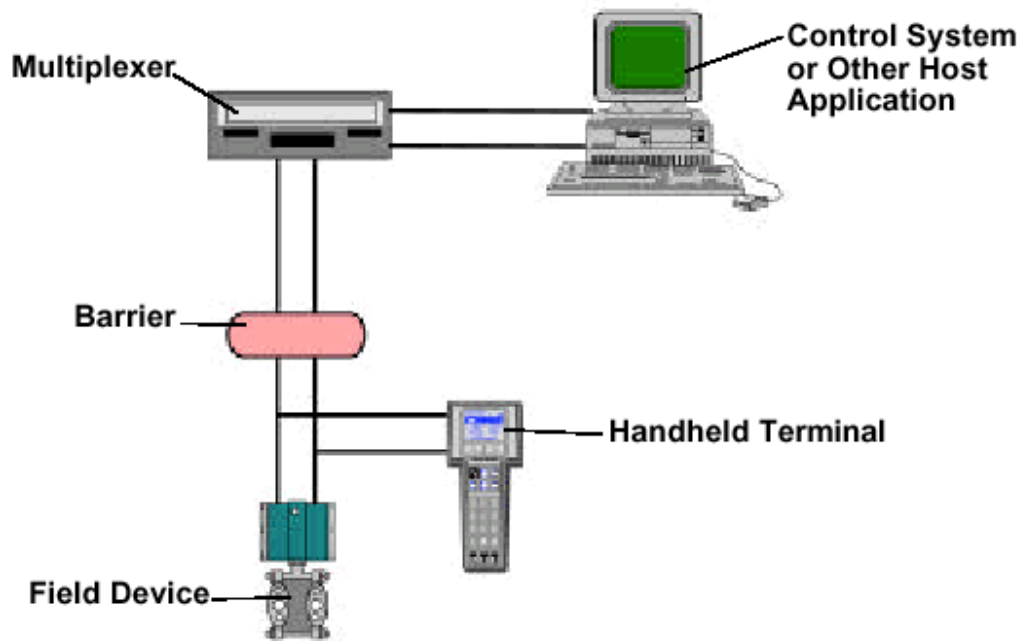 Multiplexer
Control System
or Other Host
Application
Barrier
Handheld Terminal
Field Device